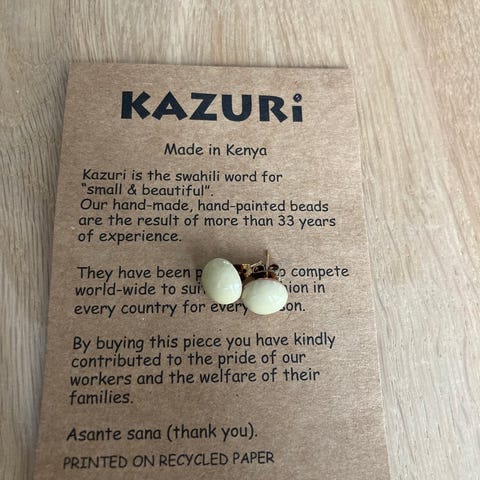 KAZURi
Made in Kenya
Kazuri is the swahili word for
"small & beautiful".
Our hand-made, hand-painted beads
are the result of more than 33 years
of experience.
They have been compete
world-wide to in
every country for
By buying this piece you have kindly
contributed to the pride of our
workers and the welfare of their
families.
Asante sana (thank you).
PRINTED ON RECYCLED PAPER